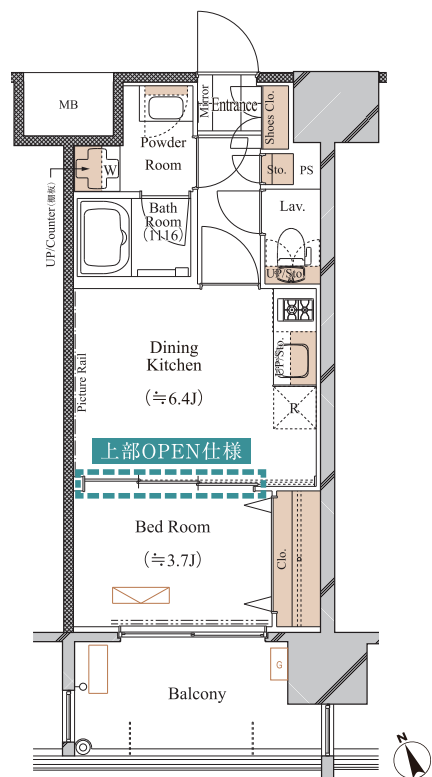 MB
Mirror
Entrance
Shoes Clo.
Powder
Room
W
UP/Counter(棚板)
Sto.
PS
Bath
Room
(1116)
Lav.
UP/Sto.
Dining
Kitchen
(≒6.4J)
UP/Sto.
Picture Rail
R
上部OPEN仕様
Bed Room
(≒3.7J)
Clo.
G
Balcony
N